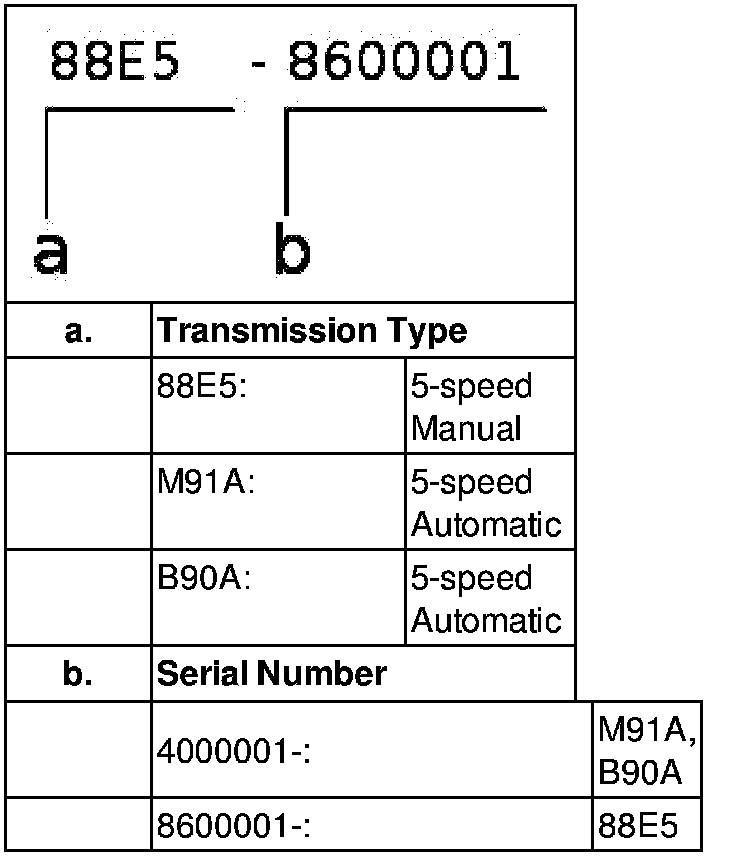 88E5 - 8600001
a b
a. Transmission Type
88E5: 5-speed
Manual
M91A: 5-speed
Automatic
B90A: 5-speed
Automatic
b. Serial Number
4000001-: M91A,
B90A
8600001-: 88E5